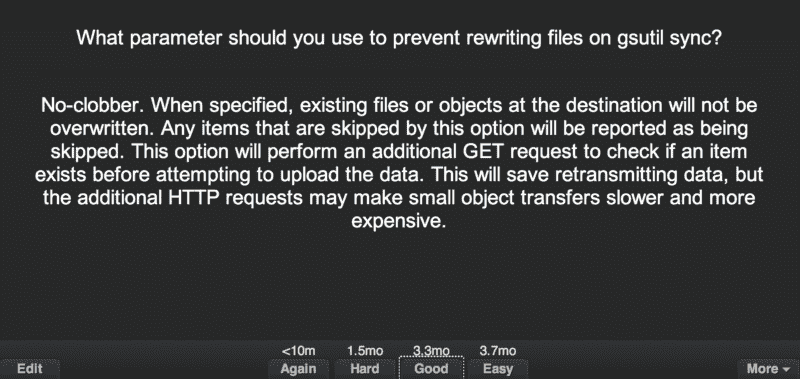 What parameter should you use to prevent rewriting files on gsutil sync?
No-clobber. When specified, existing files or objects at the destination will not be
overwritten. Any items that are skipped by this option will be reported as being
skipped. This option will perform an additional GET request to check if an item
exists before attempting to upload the data. This will save retransmitting data, but
the additional HTTP requests may make small object transfers slower and more
expensive.
<10m 1.5mo 3.3mo 3.7mo
Edit Again Hard Good Easy More